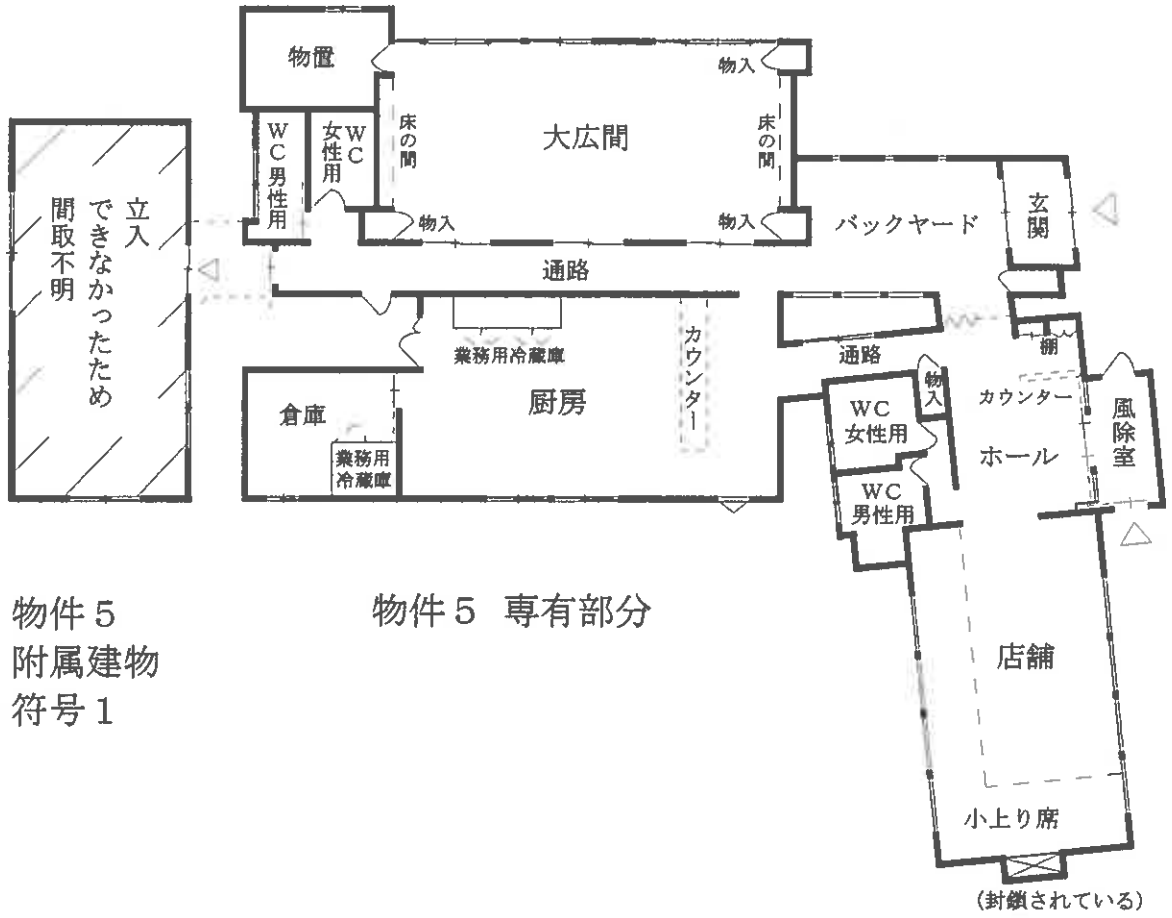 物置
物入
WC男性用
WC
女性用
床の間
大広間
床の間
物入
物入
バックヤード
玄関
通路
立入
できなかったため
間取不明
業務用冷蔵庫
カウンター
厨房
倉庫
業務用
冷蔵庫
通路
棚
物入
カウンター
WC
女性用
ホール
風除室
WC
男性用
店舗
小上り席
(封鎖されている)
物件5
附属建物
符号1
物件5 専有部分